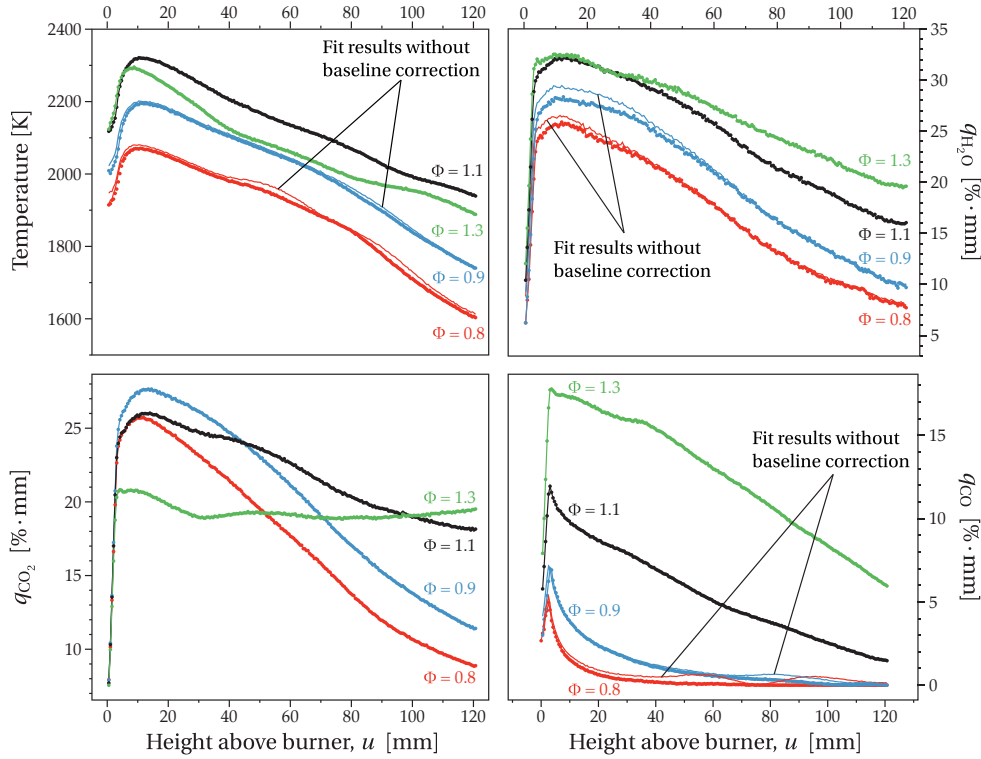 0 20 40 60 80 100 120
0 20 40 60 80 100 120
2400
2200
2000
1800
1600
Temperature [K]
Fit results without
baseline correction
Φ = 1.1
Φ = 1.3
Φ = 0.9
Φ = 0.8
35
30
25
20
15
10
5
qH₂O [% · mm]
Φ = 1.3
Φ = 1.1
Φ = 0.9
Φ = 0.8
Fit results without
baseline correction
25
20
15
10
qCO₂ [% · mm]
Φ = 1.3
Φ = 1.1
Φ = 0.9
Φ = 0.8
Φ = 1.3
Φ = 1.1
Φ = 0.9
Φ = 0.8
Fit results without
baseline correction
15
10
5
0
qCO [% · mm]
0 20 40 60 80 100 120
0 20 40 60 80 100 120
Height above burner, u [mm]
Height above burner, u [mm]